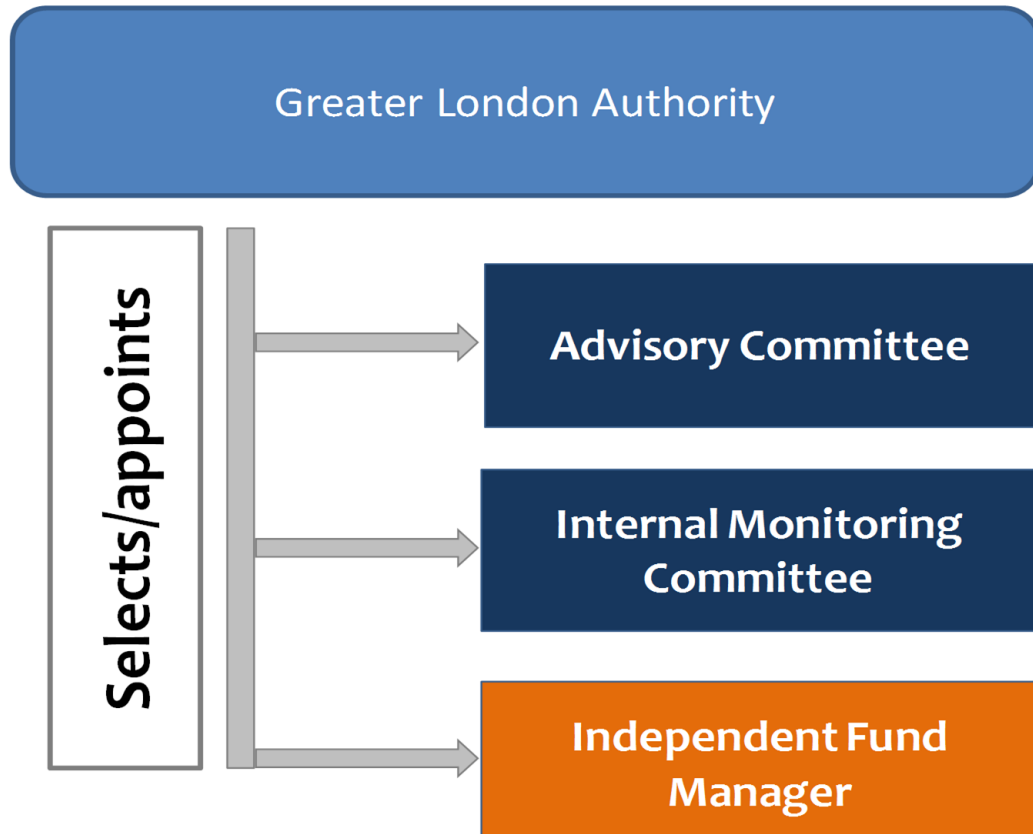 Greater London Authority
Selects/appoints
Advisory Committee
Internal Monitoring
Committee
Independent Fund
Manager